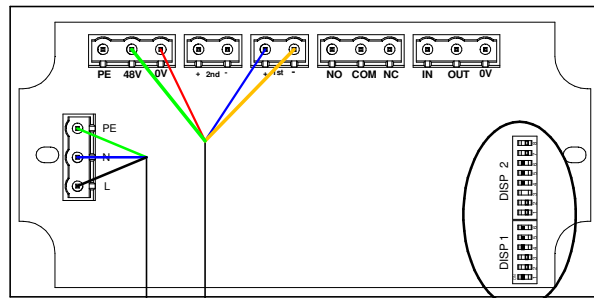 PE 48V 0V + 2nd - + 1st - NO COM NC IN OUT 0V
PE
N
L
DISP 2
DISP 1